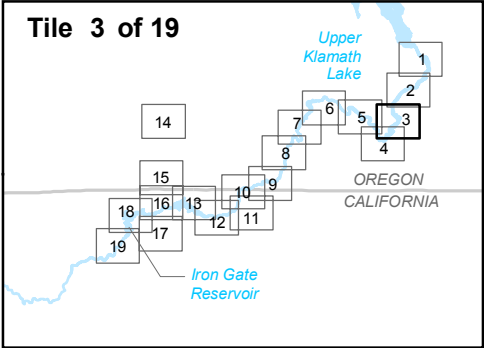 Tile 3 of 19
Upper
Klamath
Lake
1
2
3
4
5
6
7
8
14
OREGON
CALIFORNIA
15
16
13
10
9
11
12
18
17
19
Iron Gate
Reservoir